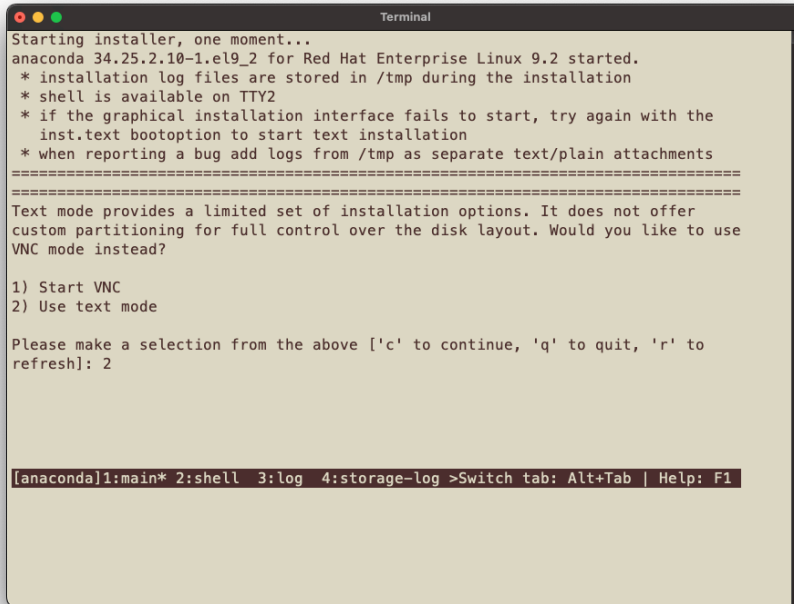 Terminal
Starting installer, one moment...
anaconda 34.25.2.10-1.el9_2 for Red Hat Enterprise Linux 9.2 started.
 * installation log files are stored in /tmp during the installation
 * shell is available on TTY2
 * if the graphical installation interface fails to start, try again with the
   inst.text bootoption to start text installation
 * when reporting a bug add logs from /tmp as separate text/plain attachments
================================================================================
================================================================================
Text mode provides a limited set of installation options. It does not offer
custom partitioning for full control over the disk layout. Would you like to use
VNC mode instead?

1) Start VNC
2) Use text mode

Please make a selection from the above ['c' to continue, 'q' to quit, 'r' to
refresh]: 2

[anaconda]1:main* 2:shell  3:log  4:storage-log >Switch tab: Alt+Tab | Help: F1